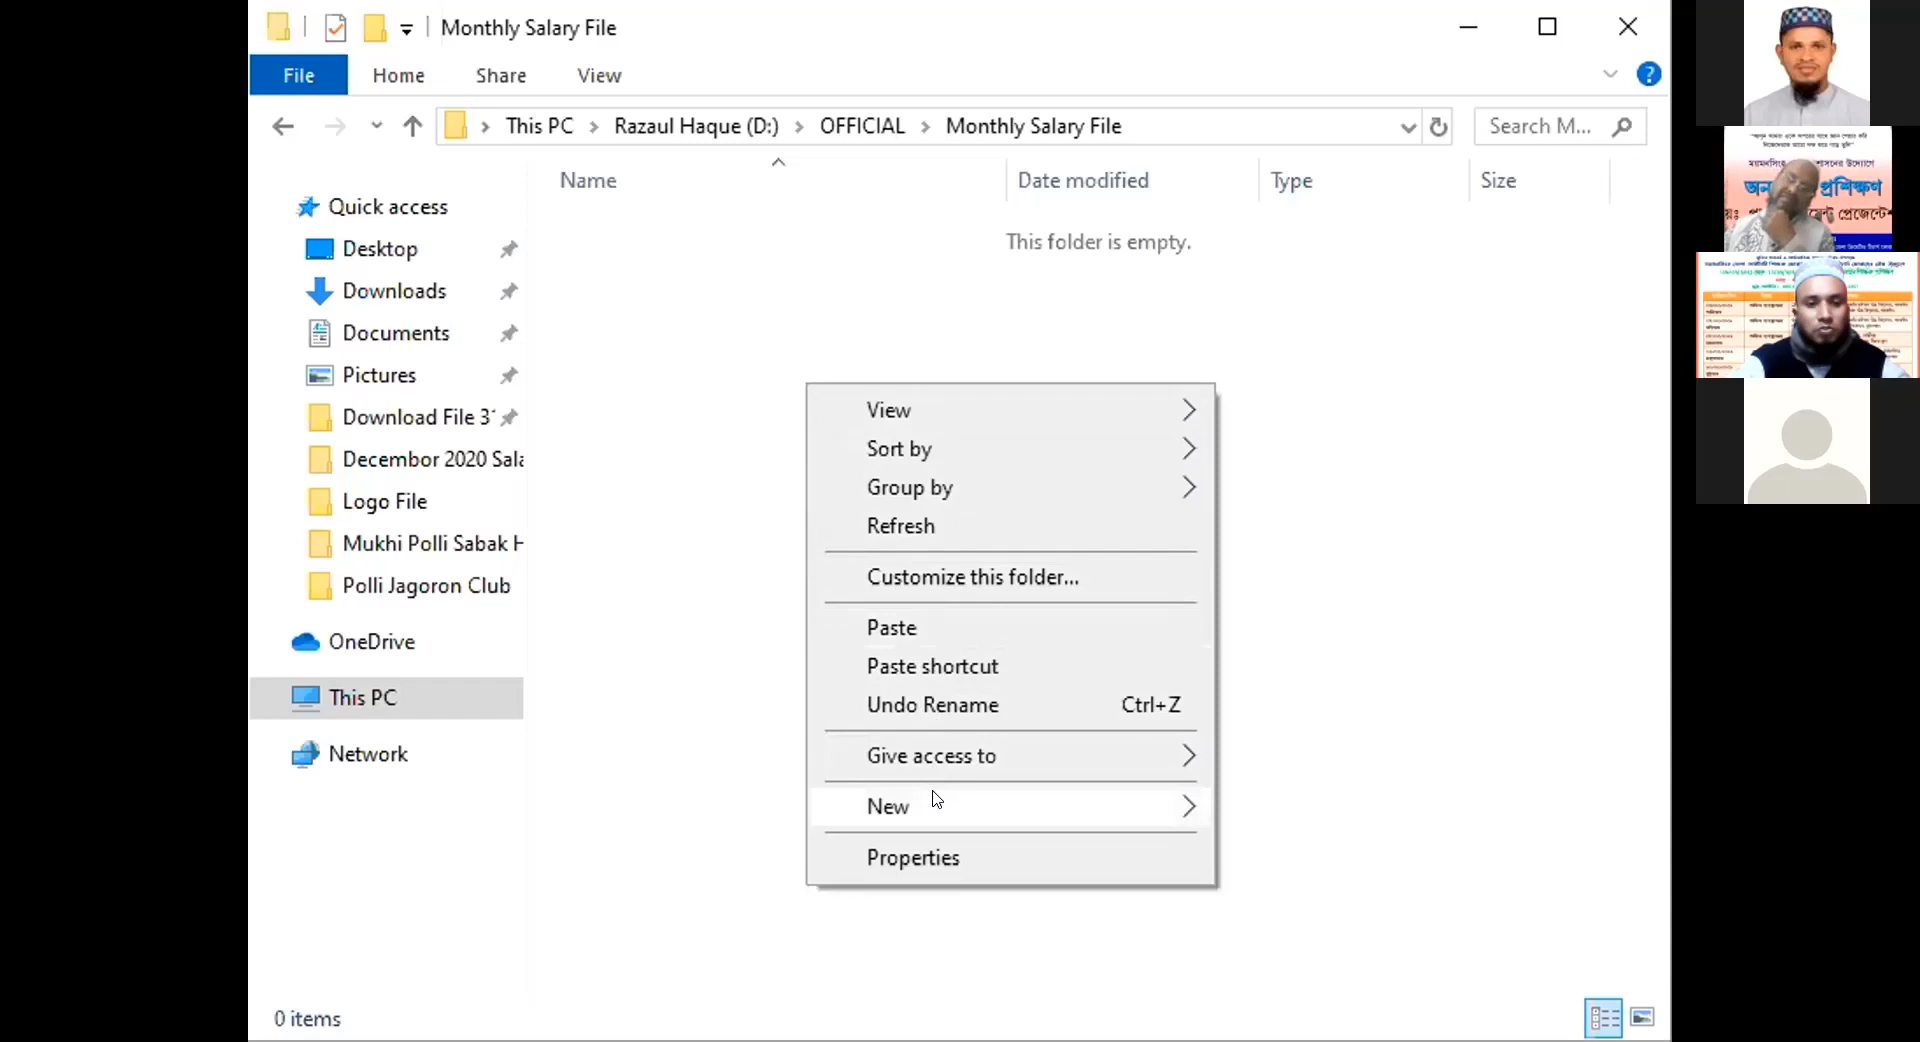 Monthly Salary File
File Home Share View
This PC Razaul Haque (D:) OFFICIAL Monthly Salary File
Search M...
Name Date modified Type Size
This folder is empty.
Quick access
Desktop
Downloads
Documents
Pictures
Download File 3
Decembor 2020 Sala
Logo File
Mukhi Polli Sabak H
Polli Jagoron Club
OneDrive
This PC
Network
View
Sort by
Group by
Refresh
Customize this folder...
Paste
Paste shortcut
Undo Rename Ctrl+Z
Give access to
New
Properties
0 items
প্রশিক্ষণ